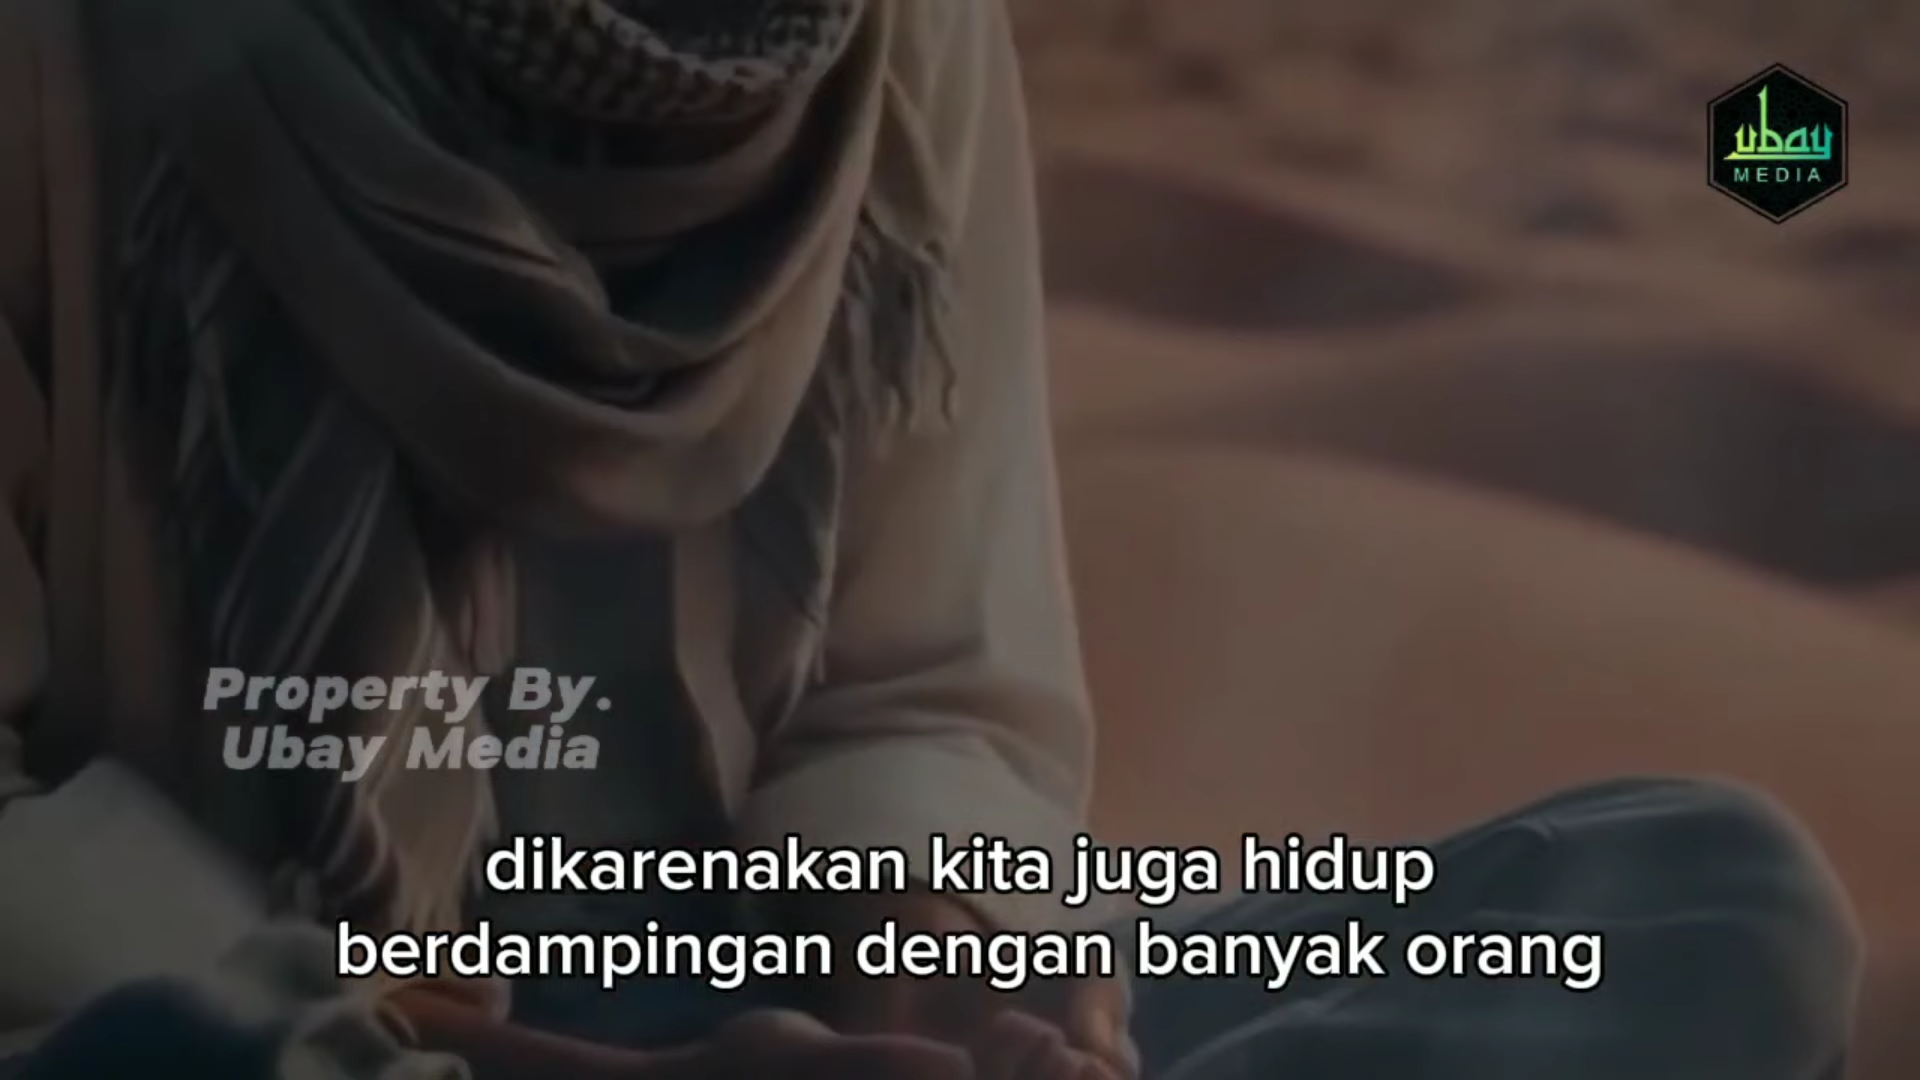 ubay
MEDIA
Property By.
Ubay Media
dikarenakan kita juga hidup
berdampingan dengan banyak orang